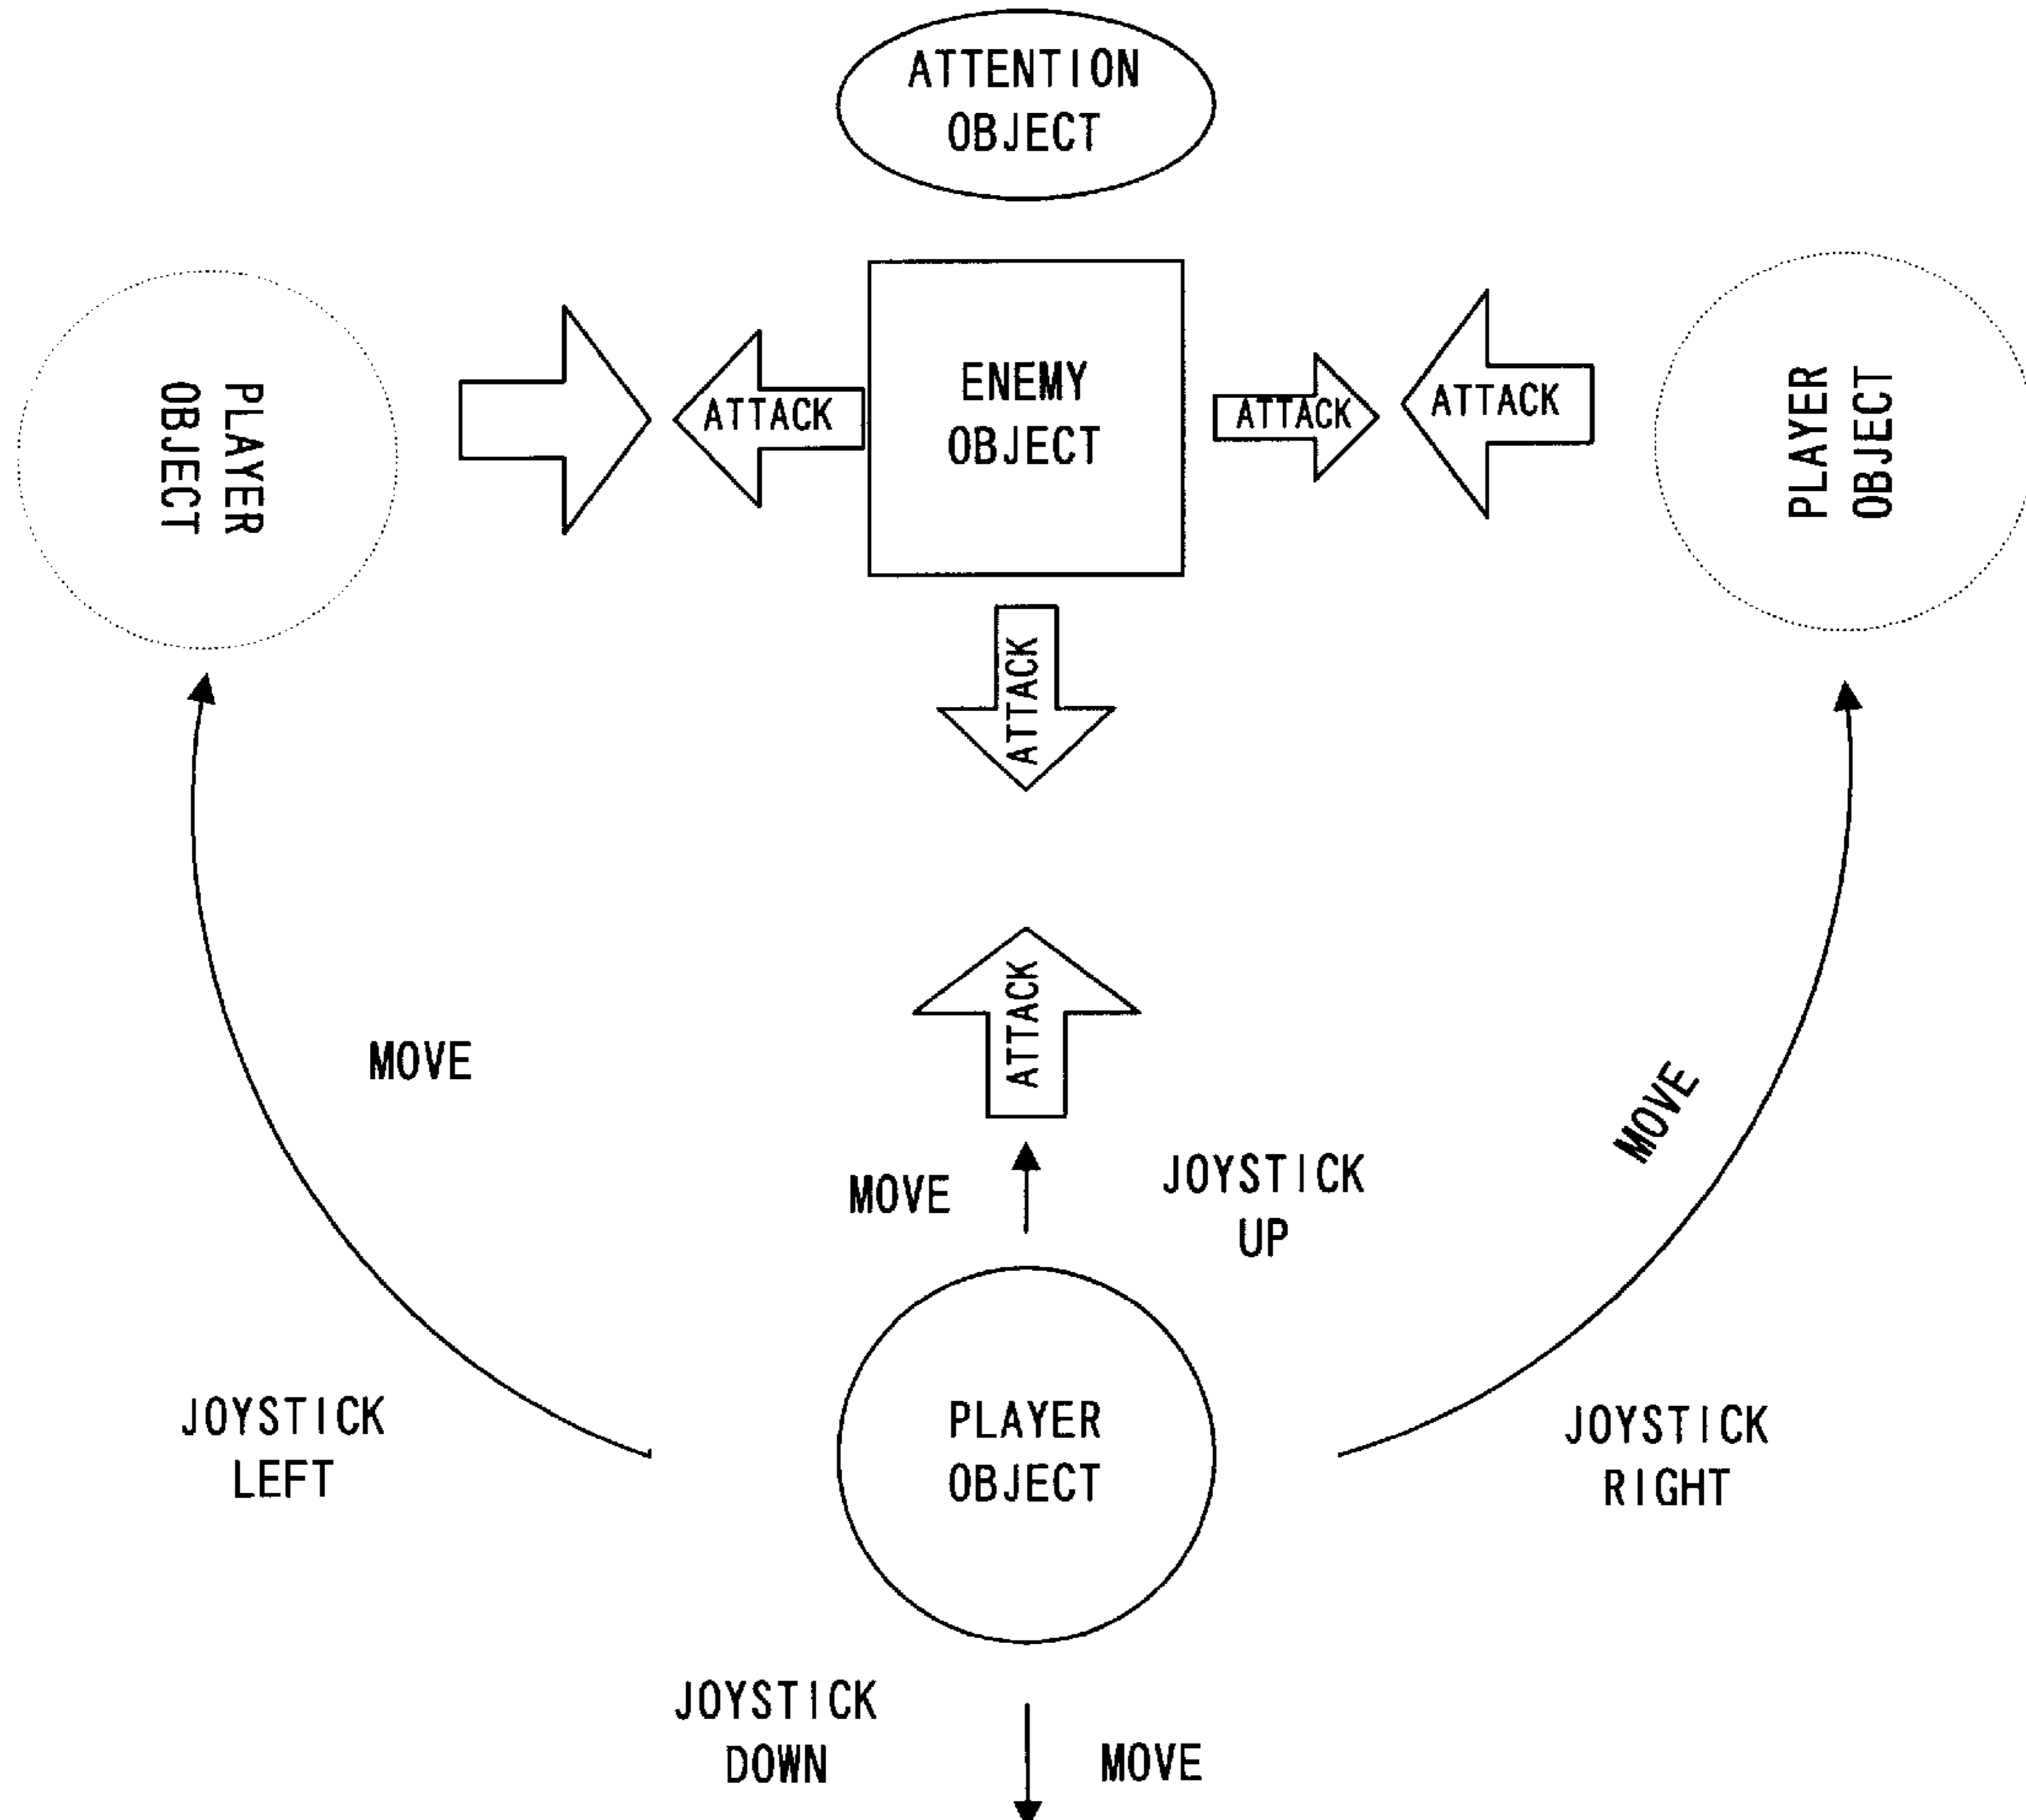 ATTENTION
OBJECT
ENEMY
OBJECT
PLAYER
OBJECT
ATTACK
ATTACK
ATTACK
PLAYER
OBJECT
ATTACK
ATTACK
MOVE
MOVE
MOVE
JOYSTICK
UP
JOYSTICK
LEFT
PLAYER
OBJECT
JOYSTICK
RIGHT
JOYSTICK
DOWN
MOVE